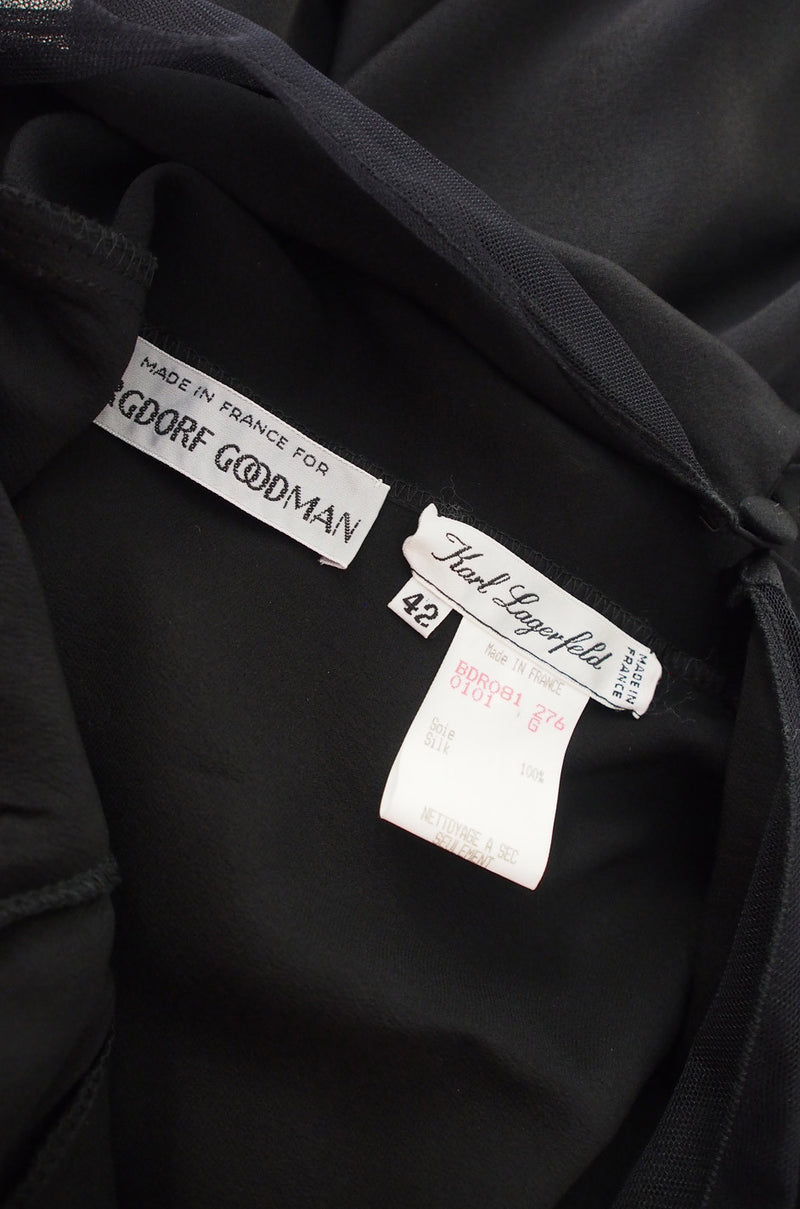 MADE IN FRANCE FOR
RGDORF GOODMAN
Karl Lagerfeld
MADE IN
FRANCE
42
Made in FRANCE
BDR081 276
0101 G
Soie
Silk 100%
NETTOYAGE A SEC
SEULEMENT